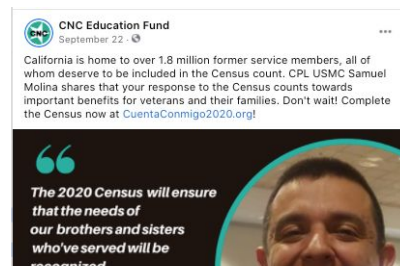 CNC Education Fund
CNC
September 22
California is home to over 1.8 million former service members, all of
whom deserve to be included in the Census count. CPL USMC Samuel
Molina shares that your response to the Census counts towards
important benefits for veterans and their families. Don't wait! Complete
the Census now at CuentaConmigo2020.org!
The 2020 Census will ensure
that the needs of
our brothers and sisters
who've served will be
recognized